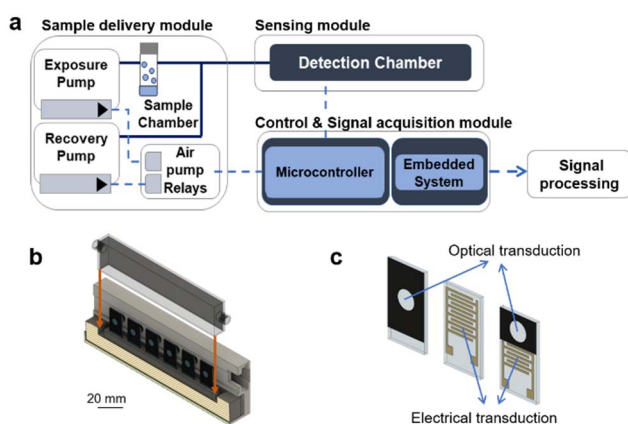 a
Sample delivery module
Exposure
Pump
Sample
Chamber
Recovery
Pump
Air
pump
Relays
Sensing module
Detection Chamber
Control & Signal acquisition module
Microcontroller
Embedded
System
Signal
processing
b
20 mm
c
Optical transduction
Electrical transduction